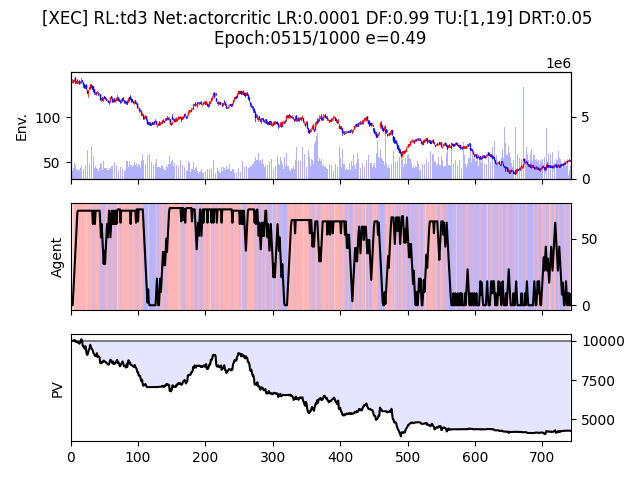 [XEC] RL:td3 Net:actorcritic LR:0.0001 DF:0.99 TU:[1,19] DRT:0.05
Epoch:0515/1000 e=0.49
1e6
Env.
100
50
5
0
Agent
50
0
PV
10000
7500
5000
0 100 200 300 400 500 600 700